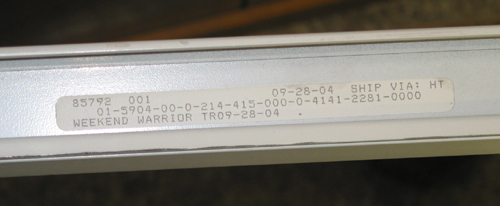 85792 001 09-28-04 SHIP VIA: HT
01-5904-00-0-214-415-000-0-4141-2281-0000
WEEKEND WARRIOR TR09-28-04 .